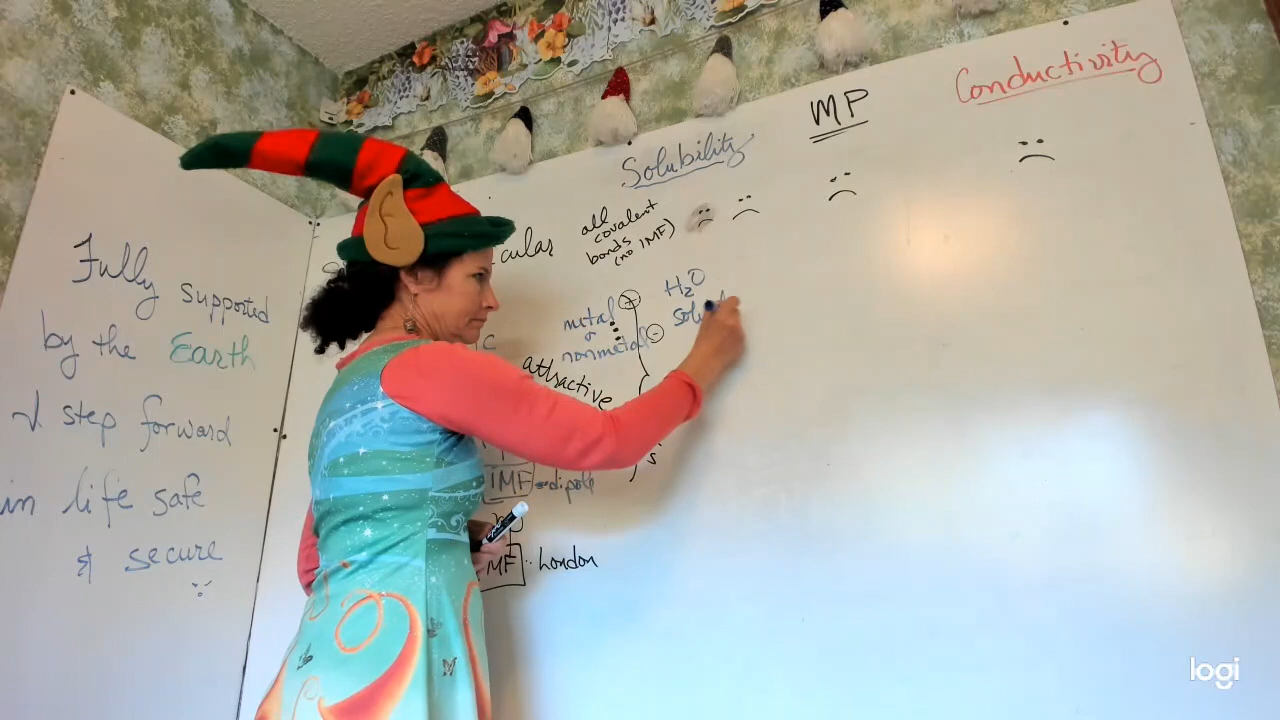 Fully supported
by the Earth
step forward
in life safe
& secure
Solubility
MP
Conductivity
cular
all
covalent
bonds
(no IMF)
metal
nonmetal
H₂O
attractive
IMF dipole
London
logi